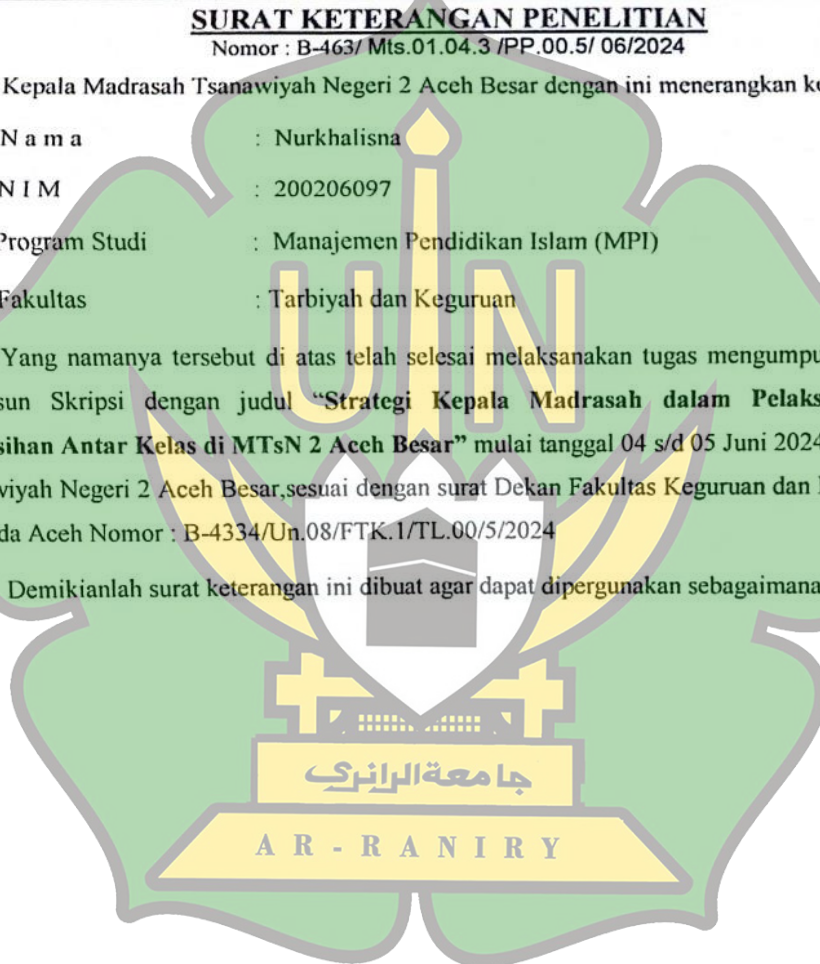 SURAT KETERANGAN PENELITIAN
Nomor : B-463/ Mts.01.04.3 /PP.00.5/ 06/2024
Kepala Madrasah Tsanawiyah Negeri 2 Aceh Besar dengan ini menerangkan
N a m a : Nurkhalisna
N I M : 200206097
Program Studi : Manajemen Pendidikan Islam (MPI)
Fakultas : Tarbiyah dan Keguruan
Yang namanya tersebut di atas telah selesai melaksanakan tugas mengumpu
sun Skripsi dengan judul “Strategi Kepala Madrasah dalam Pelaks
sihan Antar Kelas di MTsN 2 Aceh Besar” mulai tanggal 04 s/d 05 Juni 2024
wiyah Negeri 2 Aceh Besar,sesuai dengan surat Dekan Fakultas Keguruan dan
da Aceh Nomor : B-4334/Un.08/FTK.1/TL.00/5/2024
Demikianlah surat keterangan ini dibuat agar dapat dipergunakan sebagaimana
UIN
جامعةالرانري
AR-RANIRY